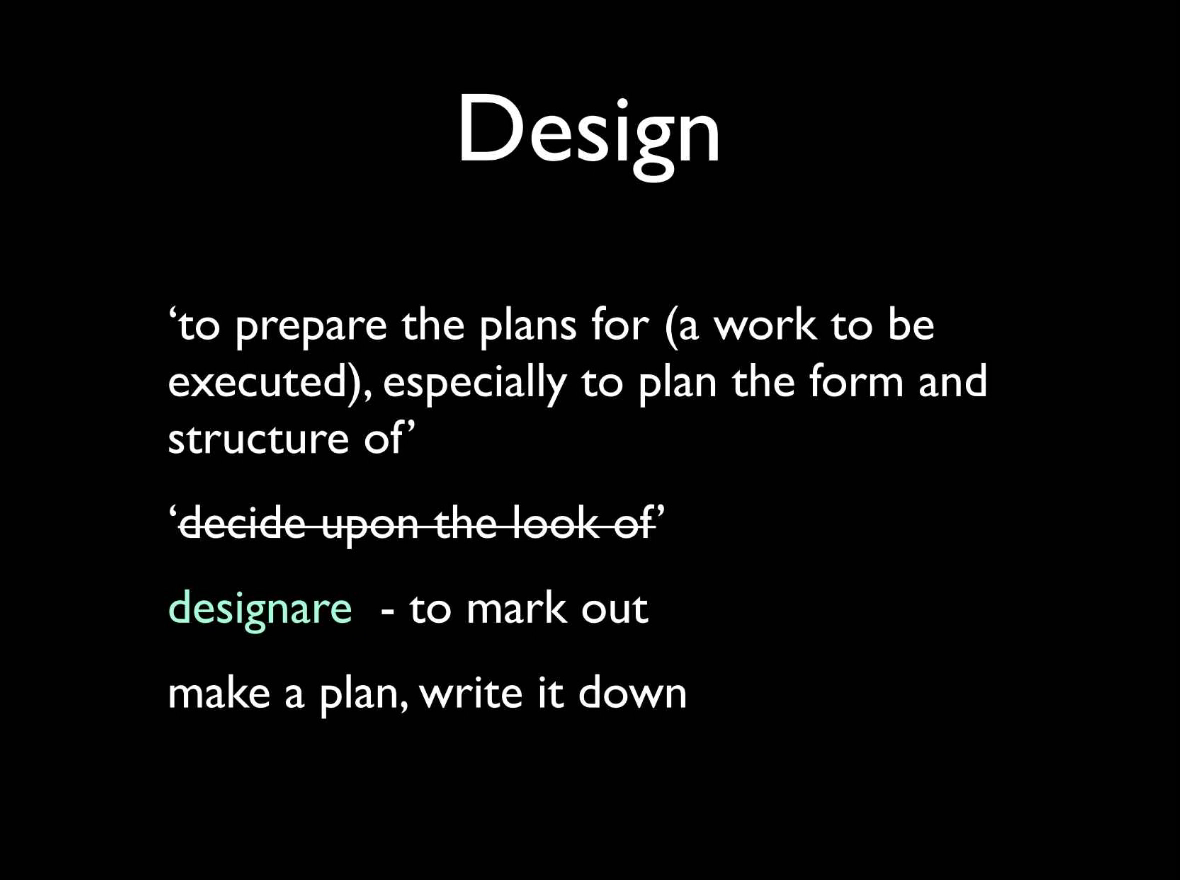 Design
‘to prepare the plans for (a work to be
executed), especially to plan the form and
structure of’
‘decide upon the look of’
designare - to mark out
make a plan, write it down